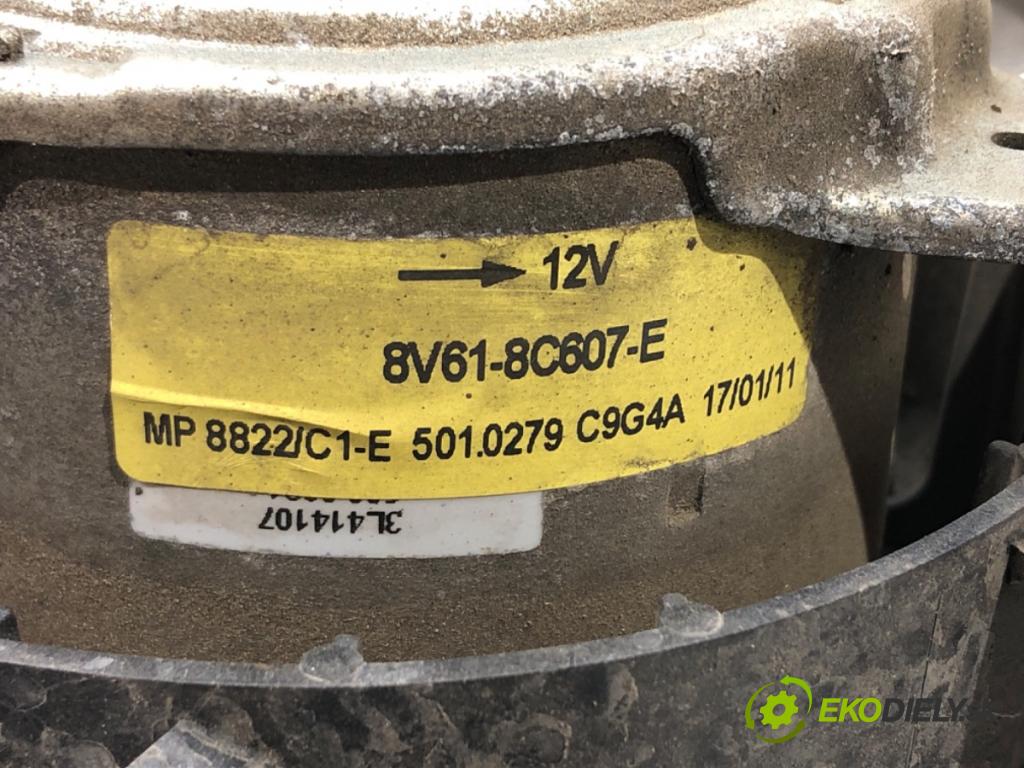 12V
8V61-8C607-E
MP 8822/C1-E 501.0279 C9G4A 17/01/11
3L414107
EKODIELY